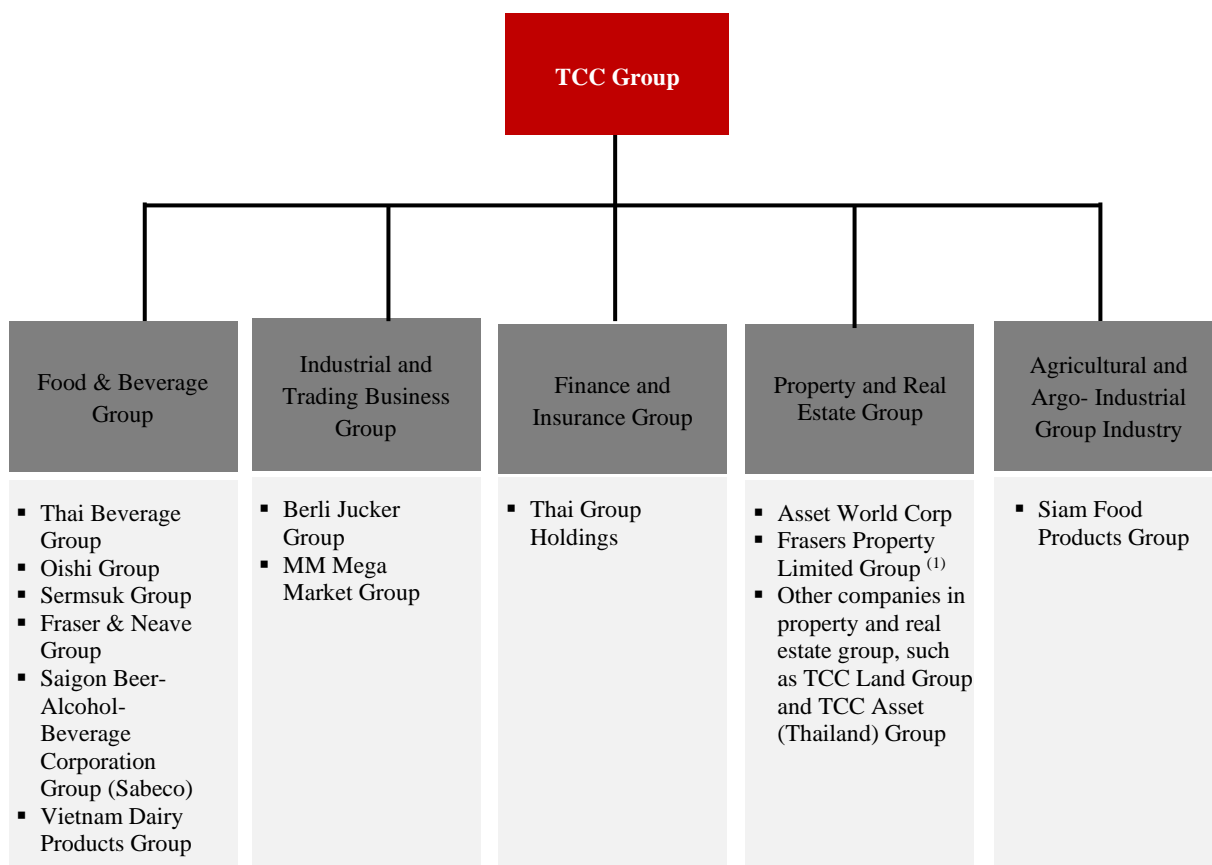 TCC Group
Food & Beverage
Group
Industrial and
Trading Business
Group
Finance and
Insurance Group
Property and Real
Estate Group
Agricultural and
Argo- Industrial
Group Industry
▪ Thai Beverage
Group
▪ Oishi Group
▪ Sermsuk Group
▪ Fraser & Neave
Group
▪ Saigon Beer-
Alcohol-
Beverage
Corporation
Group (Sabeco)
▪ Vietnam Dairy
Products Group
▪ Berli Jucker
Group
▪ MM Mega
Market Group
▪ Thai Group
Holdings
▪ Asset World Corp
▪ Frasers Property
Limited Group (1)
▪ Other companies in
property and real
estate group, such
as TCC Land Group
and TCC Asset
(Thailand) Group
▪ Siam Food
Products Group